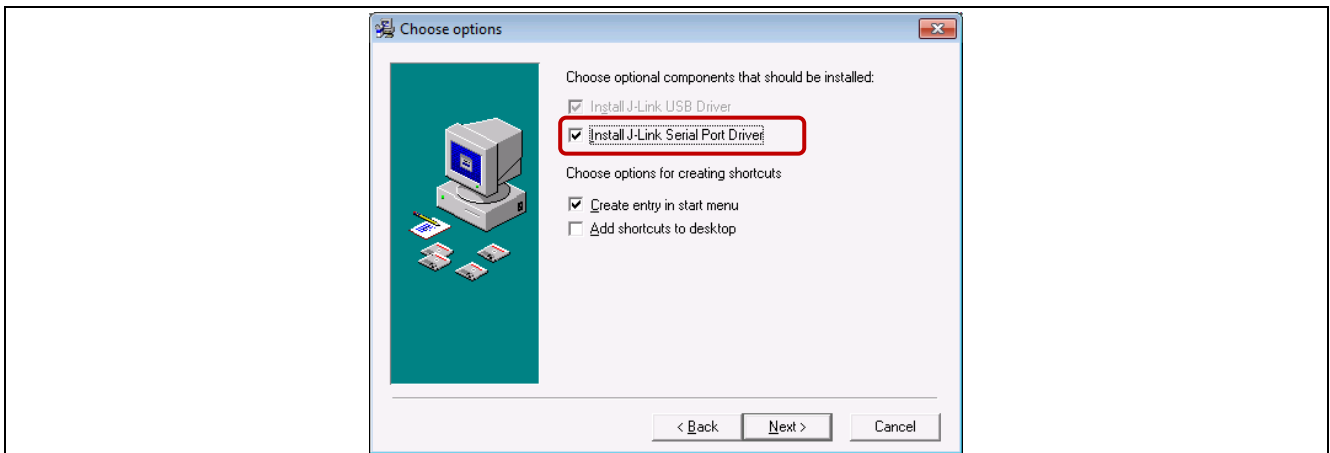 Choose options
Choose optional components that should be installed:
Install J-Link USB Driver
Install J-Link Serial Port Driver
Choose options for creating shortcuts
Create entry in start menu
Add shortcuts to desktop
< Back Next > Cancel